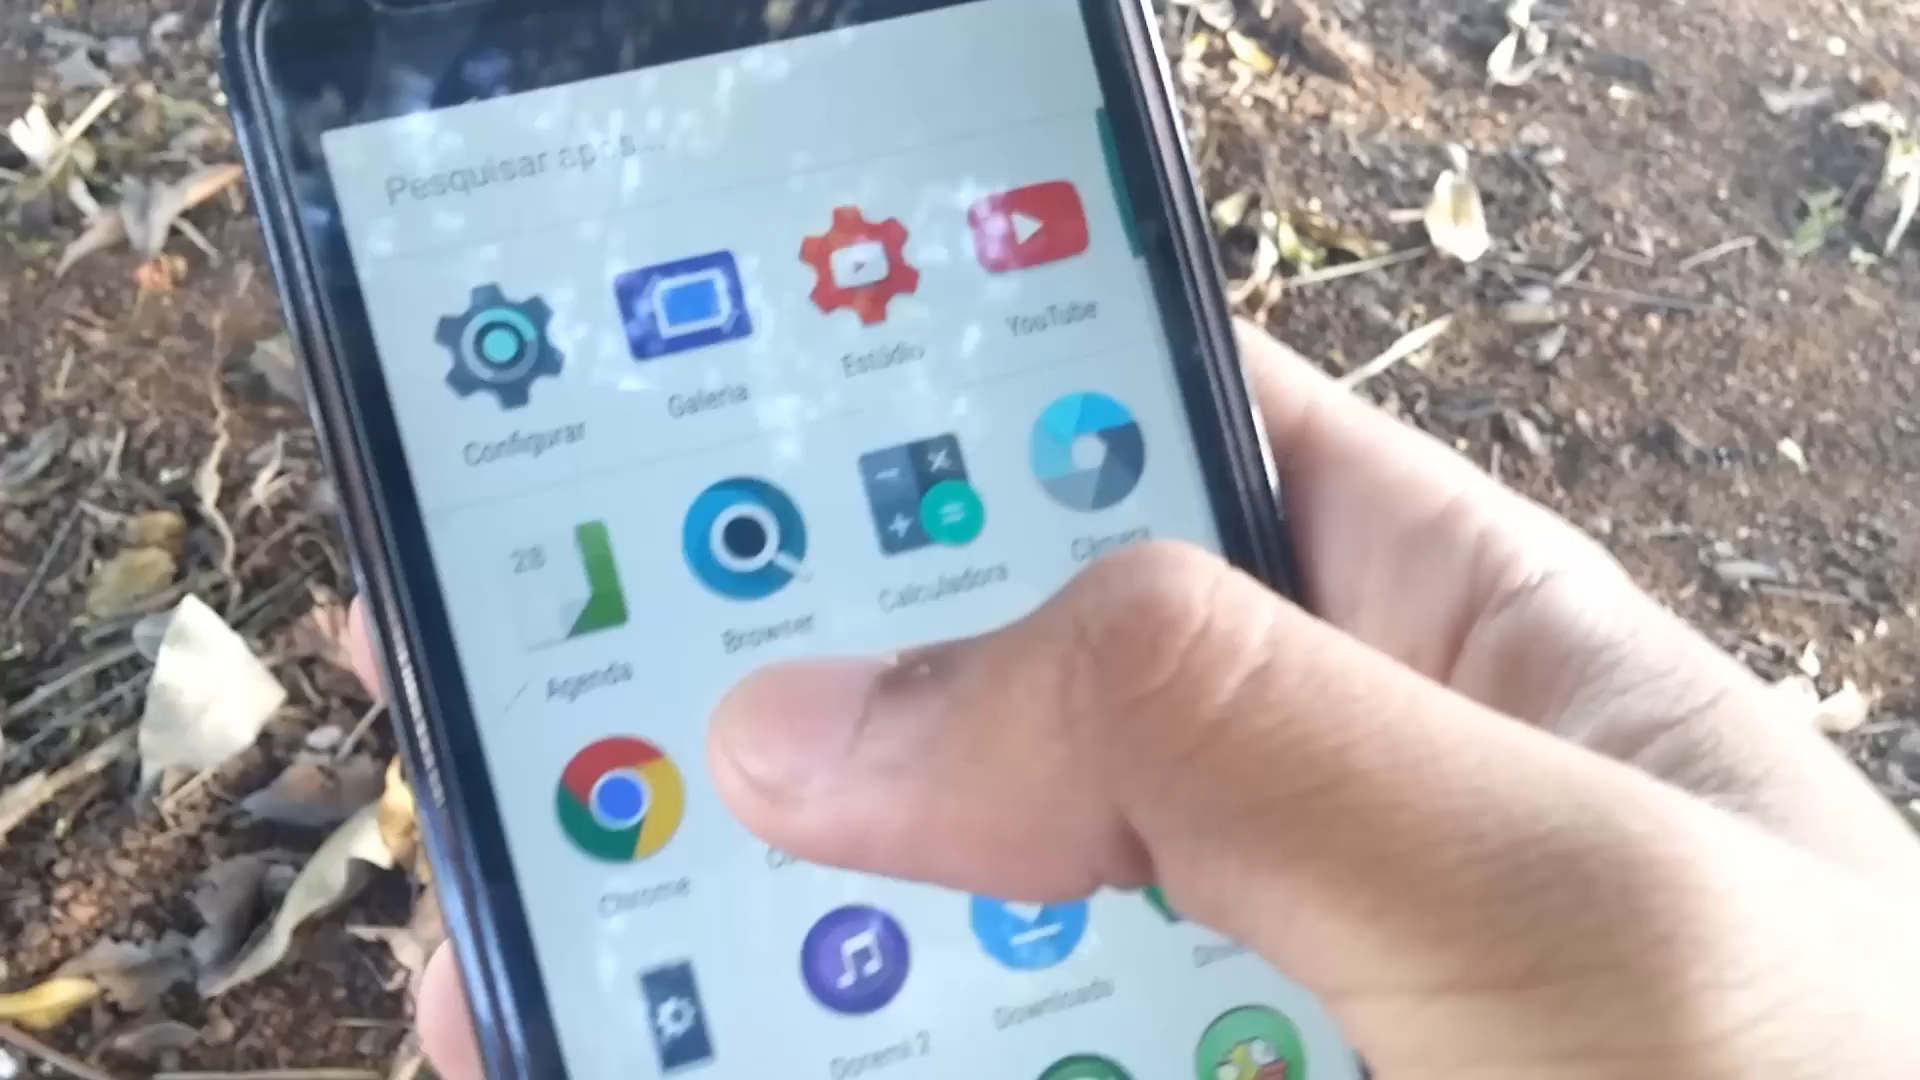 Pesquisar apps...
Configurar
Galeria
Estúdio
YouTube
28
Agenda
Browser
Calculadora
Câmera
Chrome
Doremi 2
Downloads